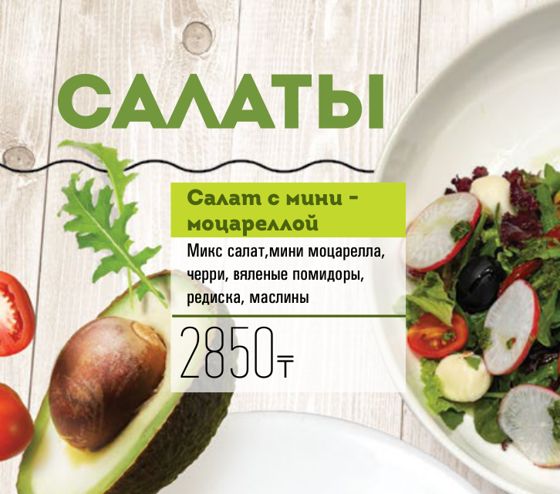 САЛАТЫ
Салат с мини -
моцареллой
Микс салат,мини моцарелла,
черри, вяленые помидоры,
редиска, маслины
2850₸